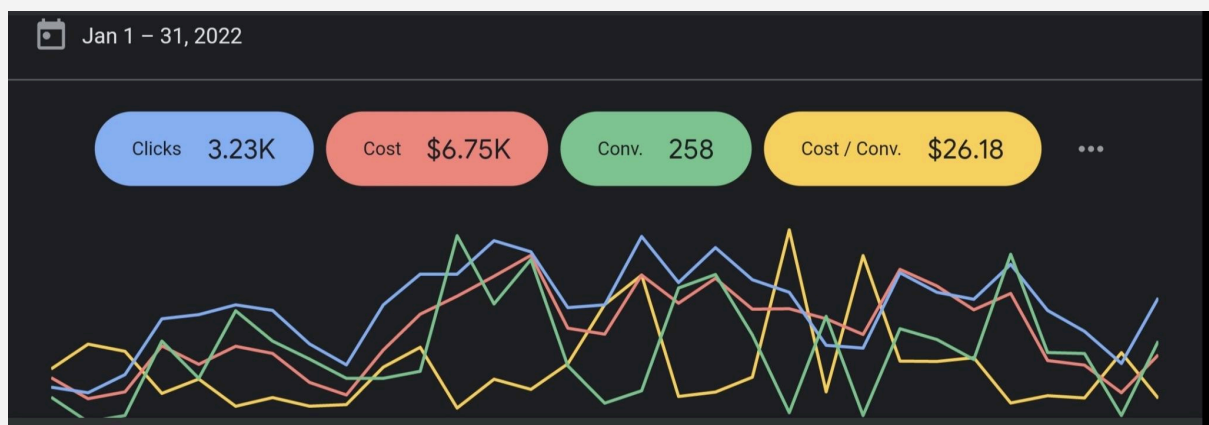 Jan 1 – 31, 2022
Clicks 3.23K Cost $6.75K Conv. 258 Cost / Conv. $26.18